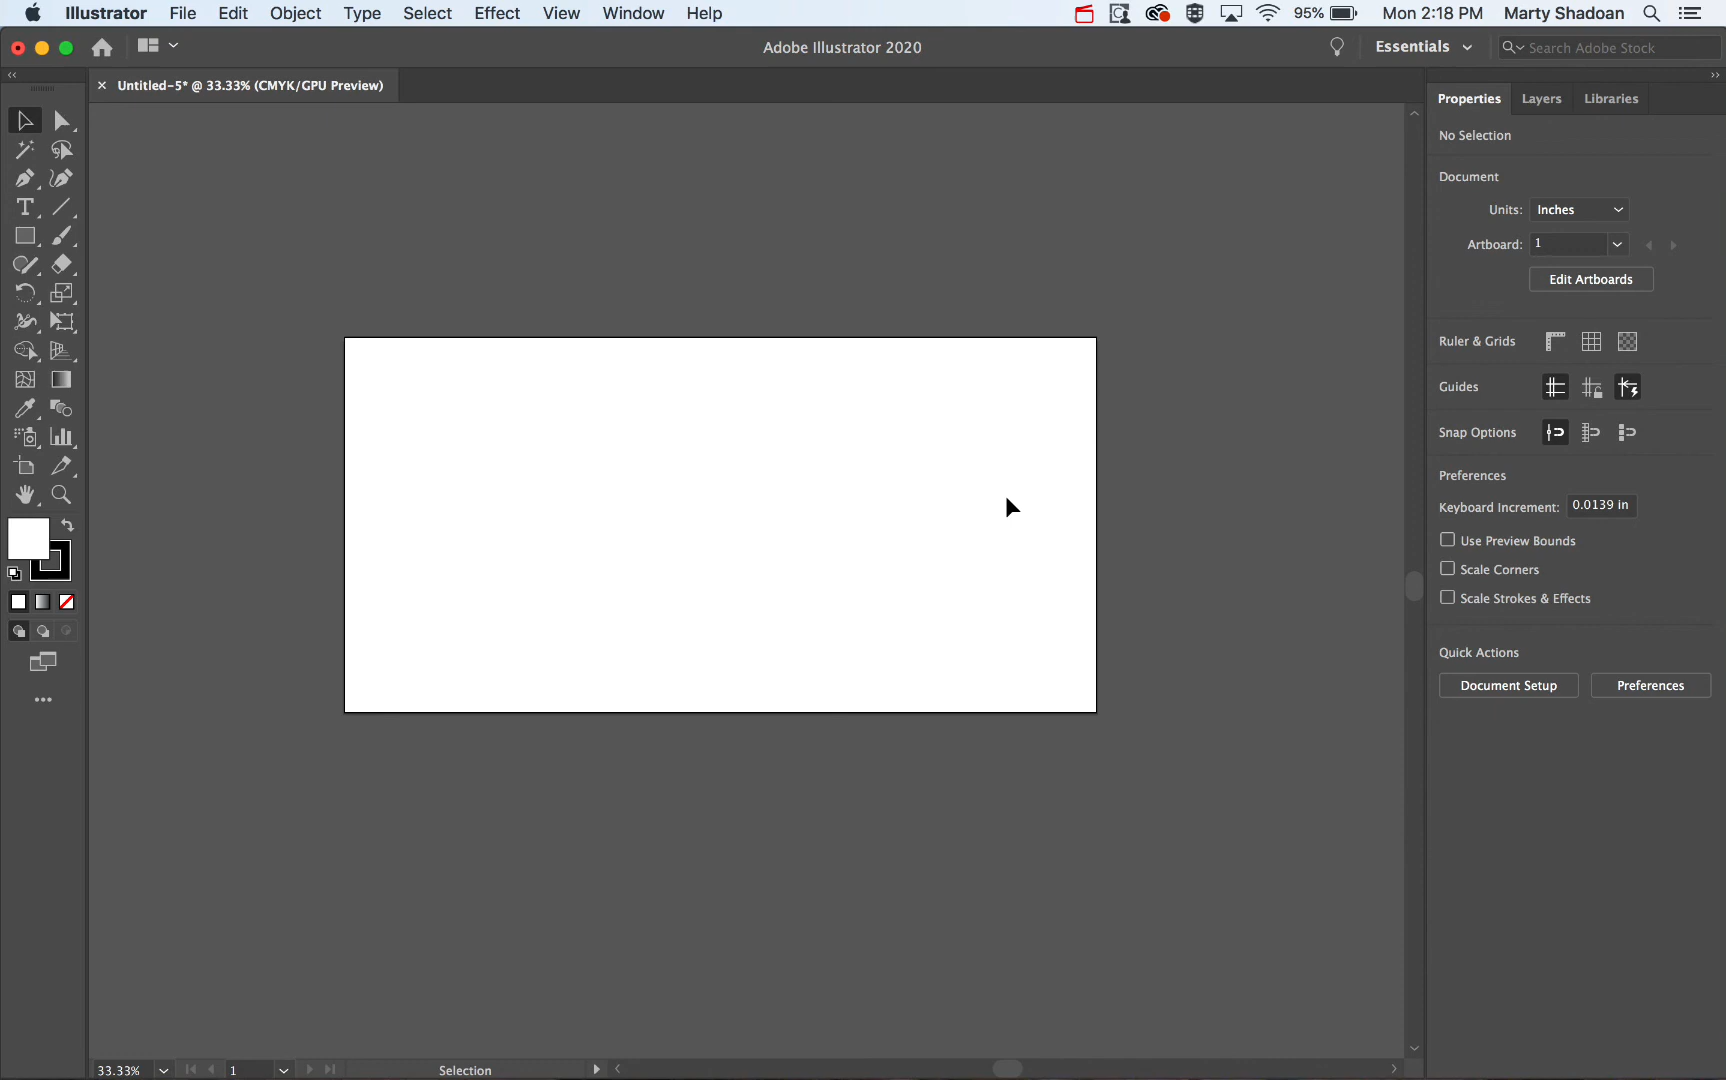 Illustrator File Edit Object Type Select Effect View Window Help 95% Mon 2:18 PM Marty Shadoan
Adobe Illustrator 2020 Essentials Search Adobe Stock
Untitled-5* @ 33.33% (CMYK/GPU Preview)
Properties Layers Libraries
No Selection
Document
Units: Inches
Artboard: 1
Edit Artboards
Ruler & Grids
Guides
Snap Options
Preferences
Keyboard Increment: 0.0139 in
Use Preview Bounds
Scale Corners
Scale Strokes & Effects
Quick Actions
Document Setup Preferences
33.33% 1 Selection